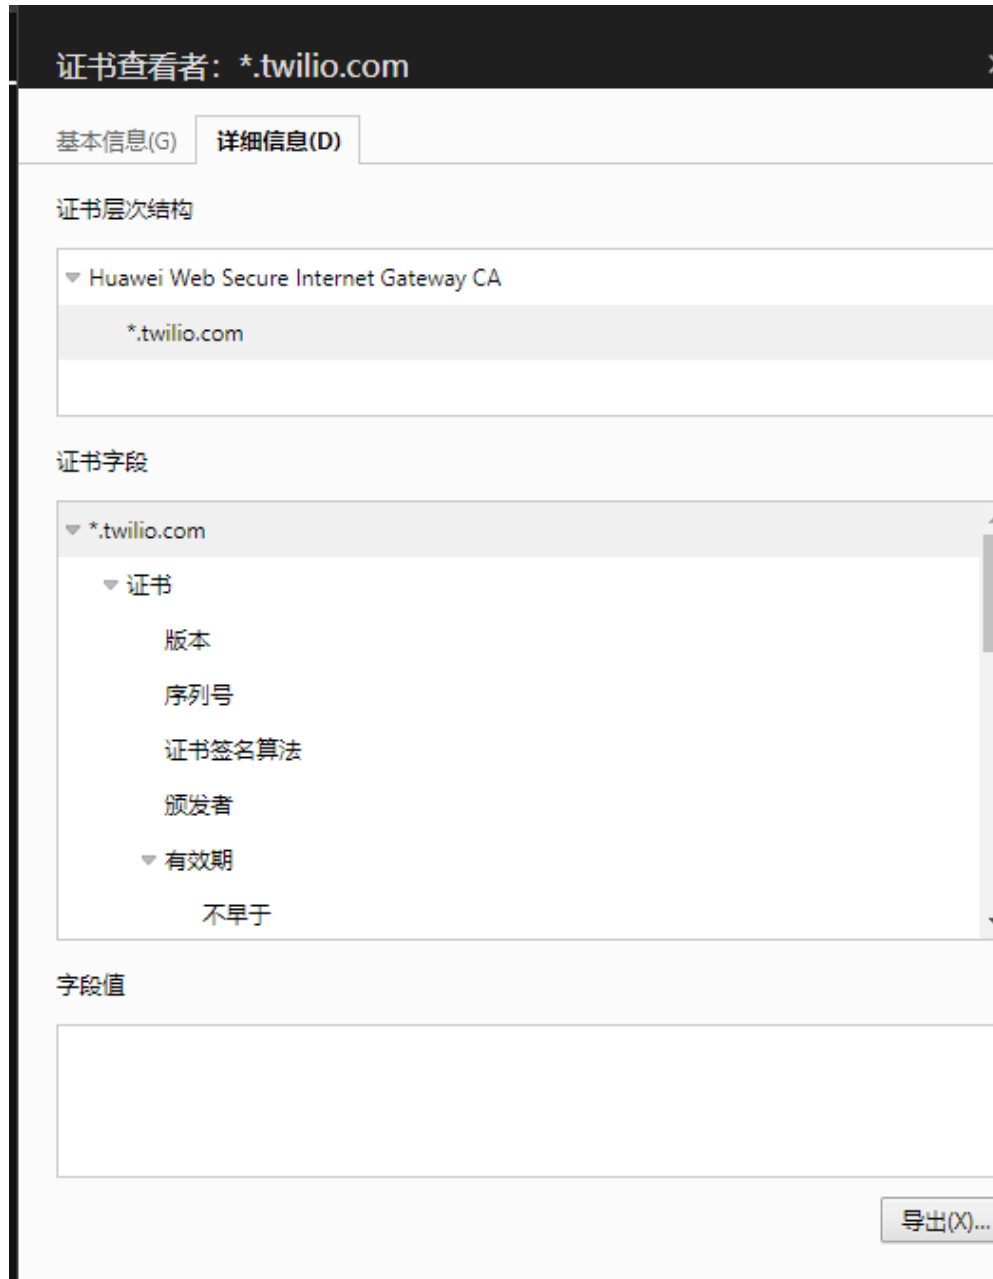 证书查看者：*.twilio.com
基本信息(G) 详细信息(D)
证书层次结构
Huawei Web Secure Internet Gateway CA
*.twilio.com
证书字段
*.twilio.com
证书
版本
序列号
证书签名算法
颁发者
有效期
不早于
字段值
导出(X)...